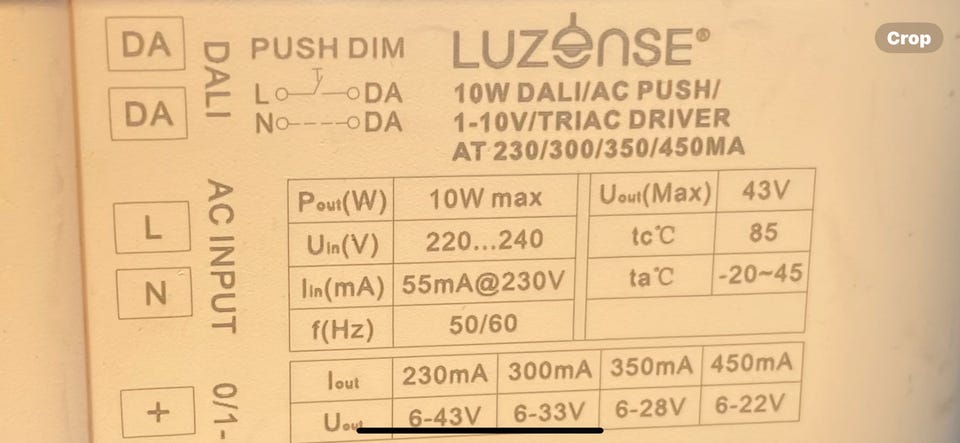 Crop
DA
DA
DALI
PUSH DIM
L DA
N DA
LUZENSE®
10W DALI/AC PUSH/
1-10V/TRIAC DRIVER
AT 230/300/350/450MA
L
N
AC INPUT
Pout(W) 10W max
Uin(V) 220...240
Iin(mA) 55mA@230V
f(Hz) 50/60
Uout(Max) 43V
tc℃ 85
ta℃ -20~45
+
0/1-
Iout 230mA 300mA 350mA 450mA
Uout 6-43V 6-33V 6-28V 6-22V